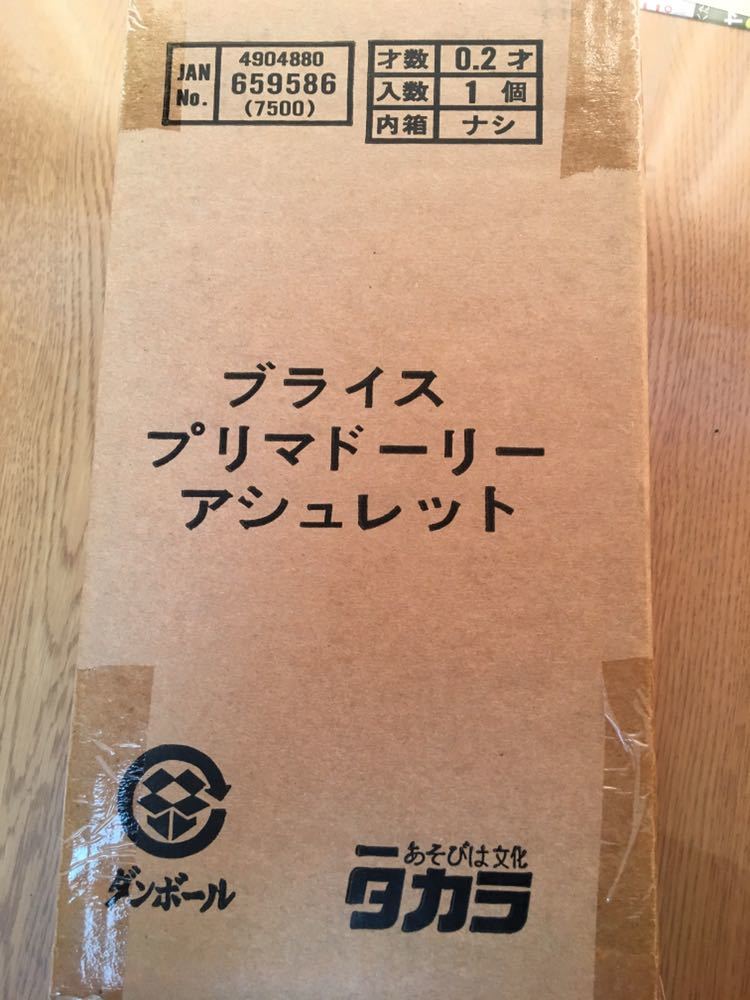 JAN No.
4904880
659586
(7500)
才数 0.2才
入数 1個
内箱 ナシ
ブライス
プリマドーリー
アシュレット
ダンボール
あそびは文化
タカラ